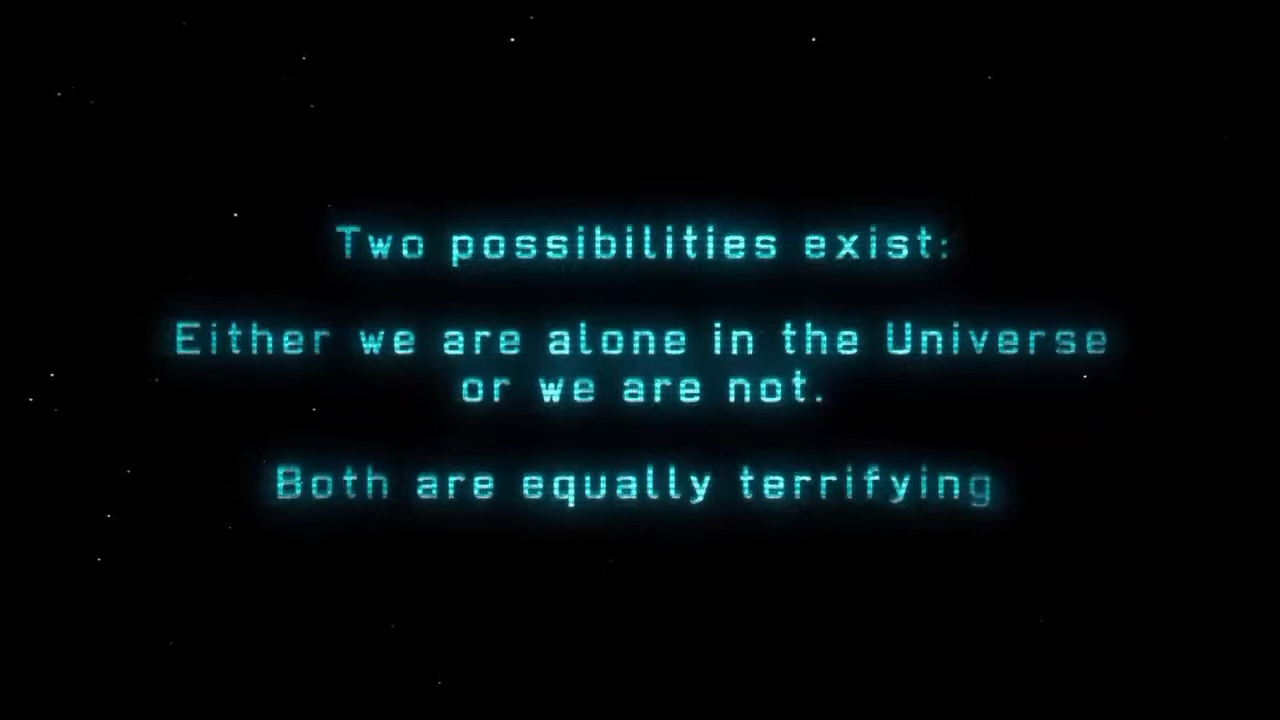 Two possibilities exist:
Either we are alone in the Universe
or we are not.
Both are equally terrifying